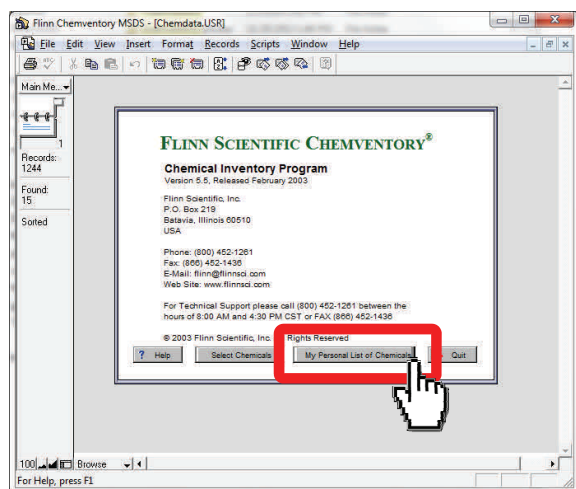 Flinn Chemventory MSDS - [Chemdata.USR]
File Edit View Insert Format Records Scripts Window Help
Main Me...
1
Records:
1244
Found:
15
Sorted
FLINN SCIENTIFIC CHEMVENTORY®
Chemical Inventory Program
Version 5.5, Released February 2003
Flinn Scientific, Inc.
P.O. Box 219
Batavia, Illinois 60510
USA
Phone: (800) 452-1261
Fax: (866) 452-1436
E-Mail: flinn@flinnsci.com
Web Site: www.flinnsci.com
For Technical Support please call (800) 452-1261 between the
hours of 8:00 AM and 4:30 PM CST or FAX (866) 452-1436
© 2003 Flinn Scientific, Inc. Rights Reserved
? Help Select Chemicals My Personal List of Chemicals Quit
100 Browse
For Help, press F1